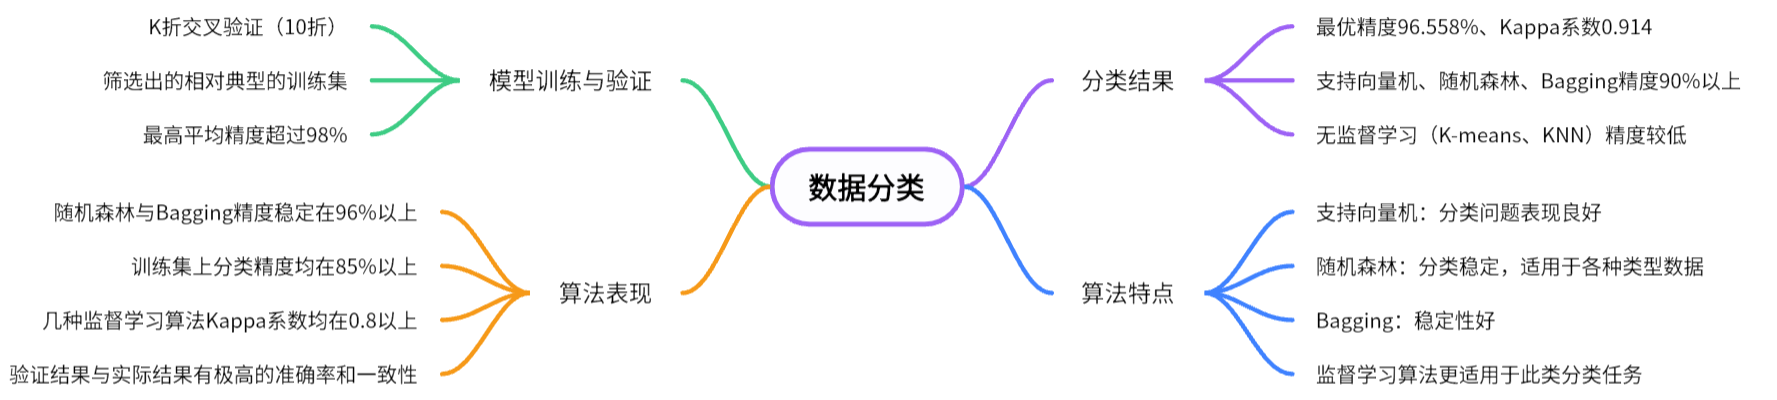 数据分类
模型训练与验证
K折交叉验证（10折）
筛选出的相对典型的训练集
最高平均精度超过98%
算法表现
随机森林与Bagging精度稳定在96%以上
训练集上分类精度均在85%以上
几种监督学习算法Kappa系数均在0.8以上
验证结果与实际结果有极高的准确率和一致性
分类结果
最优精度96.558%、Kappa系数0.914
支持向量机、随机森林、Bagging精度90%以上
无监督学习（K-means、KNN）精度较低
算法特点
支持向量机：分类问题表现良好
随机森林：分类稳定，适用于各种类型数据
Bagging：稳定性好
监督学习算法更适用于此类分类任务